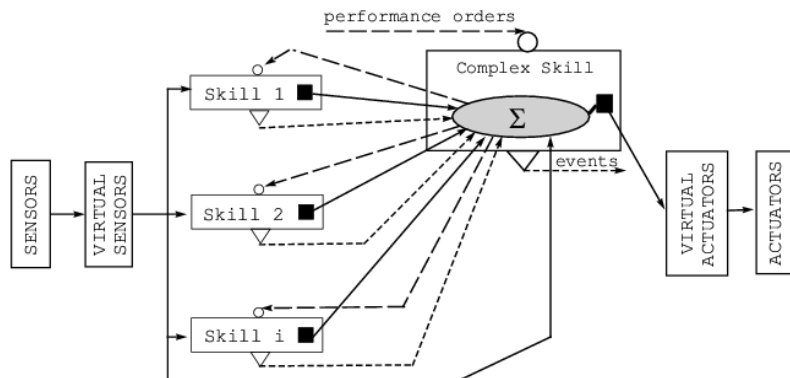 performance orders
Complex Skill
Skill 1
Σ
events
Skill 2
SENSORS
VIRTUAL
SENSORS
VIRTUAL
ACTUATORS
ACTUATORS
Skill i